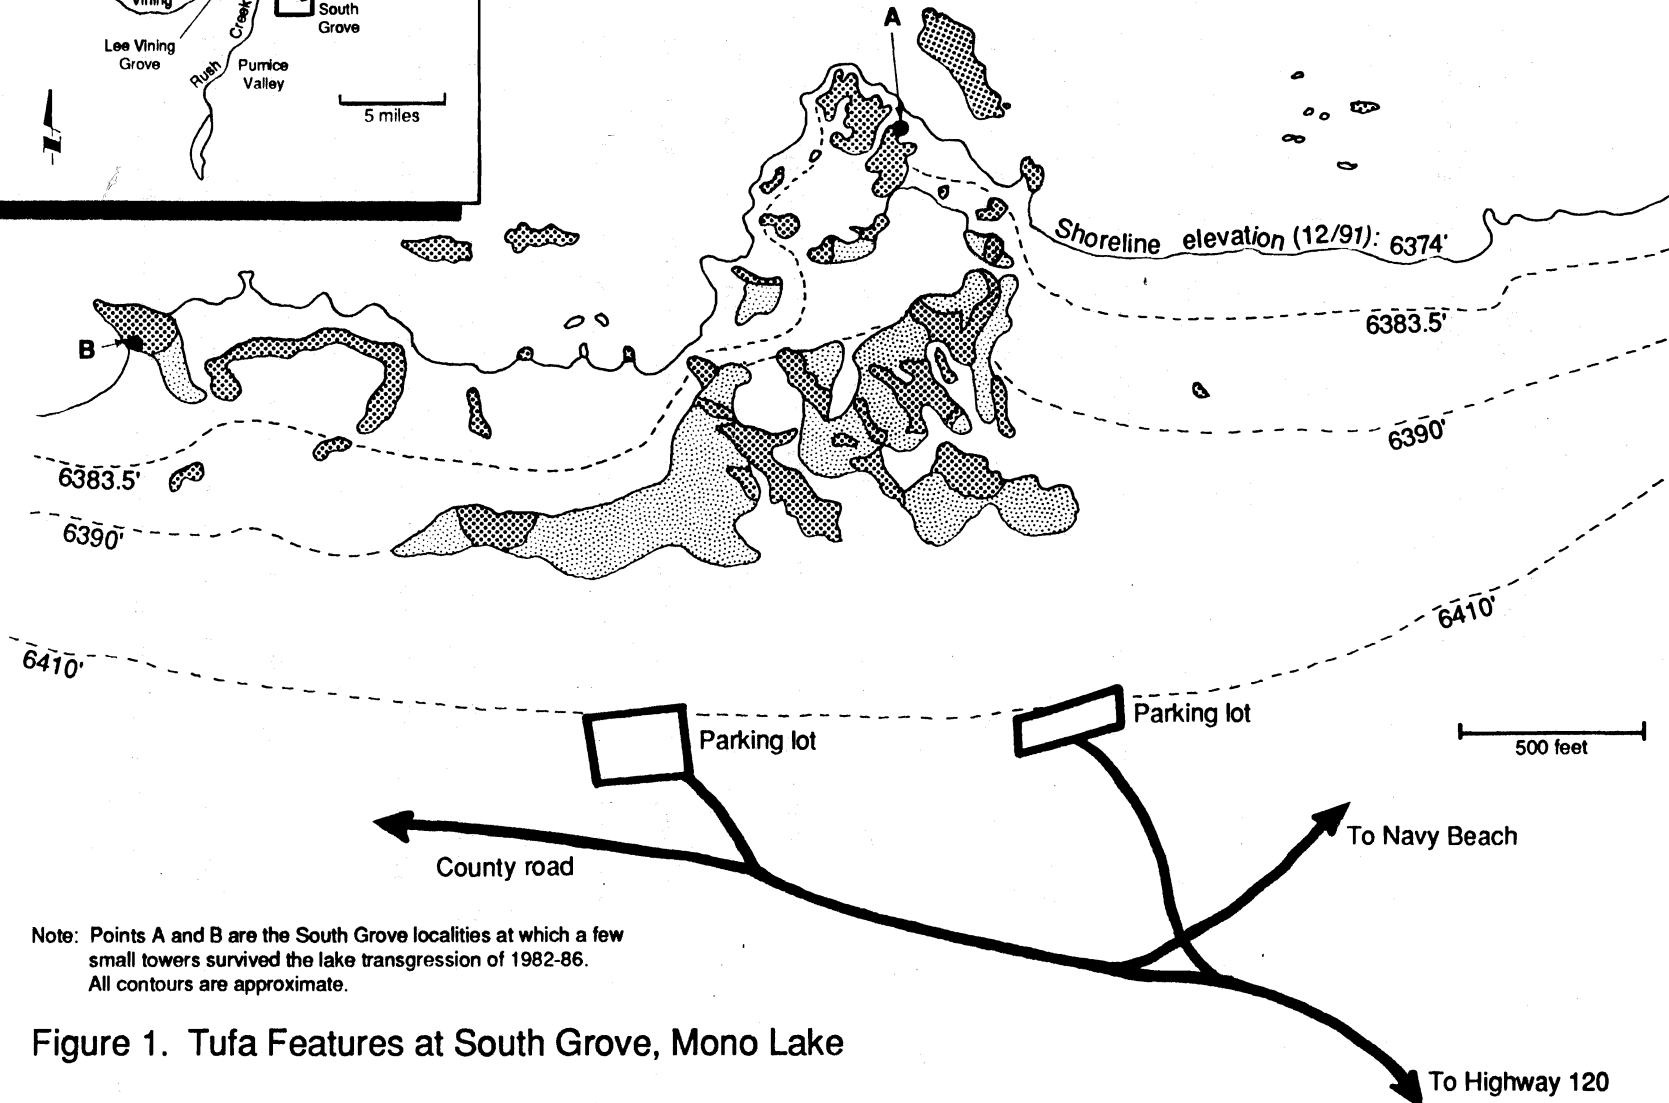 Vining
South
Grove
Creek
Lee Vining
Grove
Rush
Pumice
Valley
5 miles
N
A
B
Shoreline elevation (12/91): 6374'
6383.5'
6390'
6383.5'
6390'
6410'
6410'
Parking lot
Parking lot
500 feet
To Navy Beach
County road
Note: Points A and B are the South Grove localities at which a few
small towers survived the lake transgression of 1982-86.
All contours are approximate.
Figure 1. Tufa Features at South Grove, Mono Lake
To Highway 120